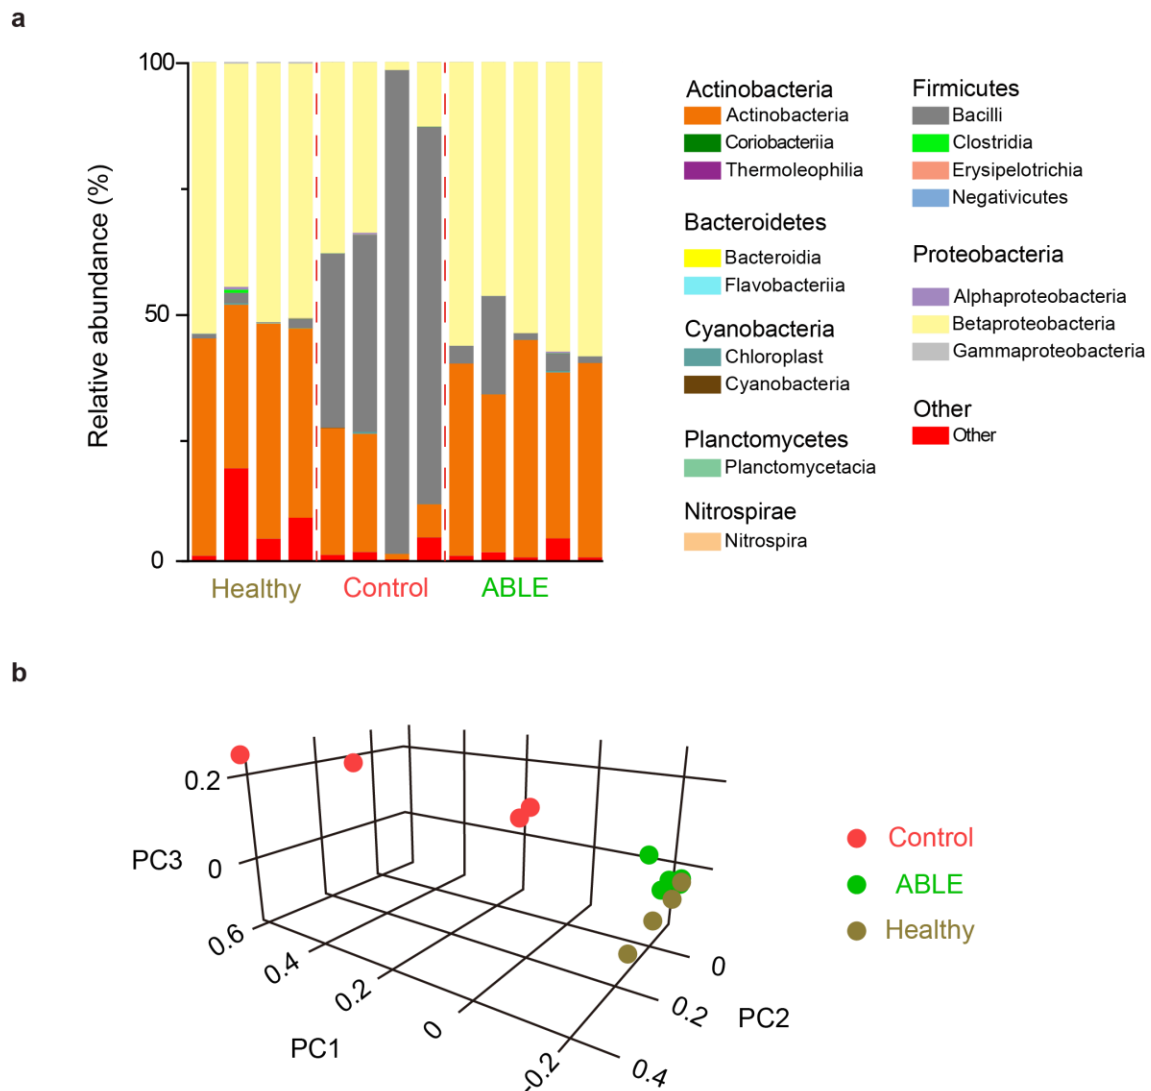 a
100
50
0
Relative abundance (%)
Healthy
Control
ABLE
Actinobacteria
Actinobacteria
Coriobacteriia
Thermoleophilia
Bacteroidetes
Bacteroidia
Flavobacteriia
Cyanobacteria
Chloroplast
Cyanobacteria
Planctomycetes
Planctomycetacia
Nitrospirae
Nitrospira
Firmicutes
Bacilli
Clostridia
Erysipelotrichia
Negativicutes
Proteobacteria
Alphaproteobacteria
Betaproteobacteria
Gammaproteobacteria
Other
Other
b
0.2
0
PC3
0.6
0.4
0.2
0
-0.2
PC1
0
0.2
0.4
PC2
Control
ABLE
Healthy